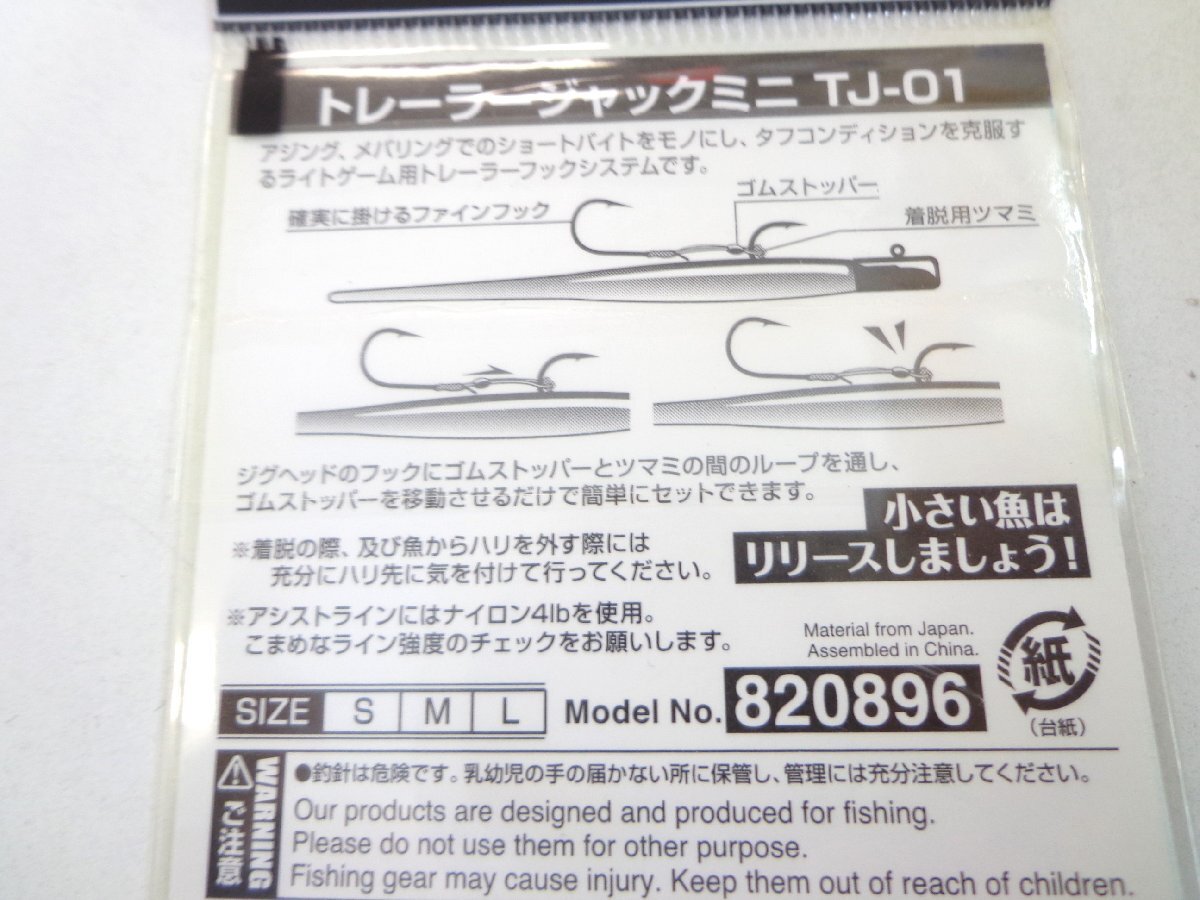 トレーラージャックミニ TJ-01
アジング、メバリングでのショートバイトをモノにし、タフコンディションを克服す
るライトゲーム用トレーラーフックシステムです。
ゴムストッパー
確実に掛けるファインフック
着脱用ツマミ
ジグヘッドのフックにゴムストッパーとツマミの間のループを通し、
ゴムストッパーを移動させるだけで簡単にセットできます。
小さい魚は
リリースしましょう!
※着脱の際、及び魚からハリを外す際には
充分にハリ先に気を付けて行ってください。
※アシストラインにはナイロン4lbを使用。
こまめなライン強度のチェックをお願いします。
Material from Japan.
Assembled in China.
紙
(台紙)
SIZE S M L
Model No. 820896
WARNING
ご注意
●釣針は危険です。乳幼児の手の届かない所に保管し、管理には充分注意してください。
Our products are designed and produced for fishing.
Please do not use them for other purpose.
Fishing gear may cause injury. Keep them out of reach of children.